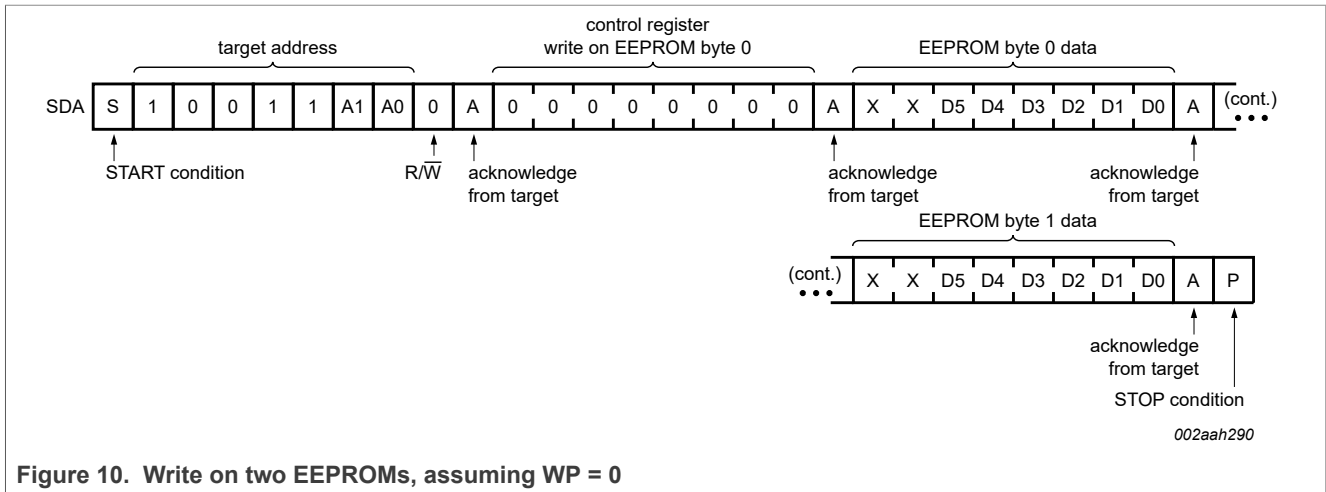 control register
target address write on EEPROM byte 0 EEPROM byte 0 data
SDA S 1 0 0 1 1 A1 A0 0 A 0 0 0 0 0 0 0 0 A X X D5 D4 D3 D2 D1 D0 A (cont.) •••
START condition R/W̅ acknowledge from target acknowledge from target acknowledge from target
EEPROM byte 1 data
(cont.) ••• X X D5 D4 D3 D2 D1 D0 A P
acknowledge
from target
STOP condition
002aah290
Figure 10. Write on two EEPROMs, assuming WP = 0